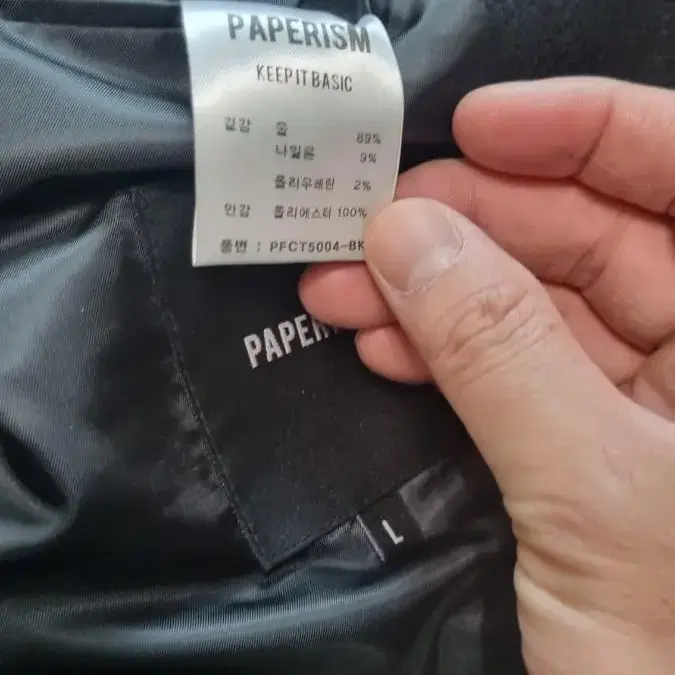 PAPERISM
KEEP IT BASIC
겉감 울 89%
나일론 9%
폴리우레탄 2%
안감 폴리에스터 100%
품번 : PFCT5004-BK
L